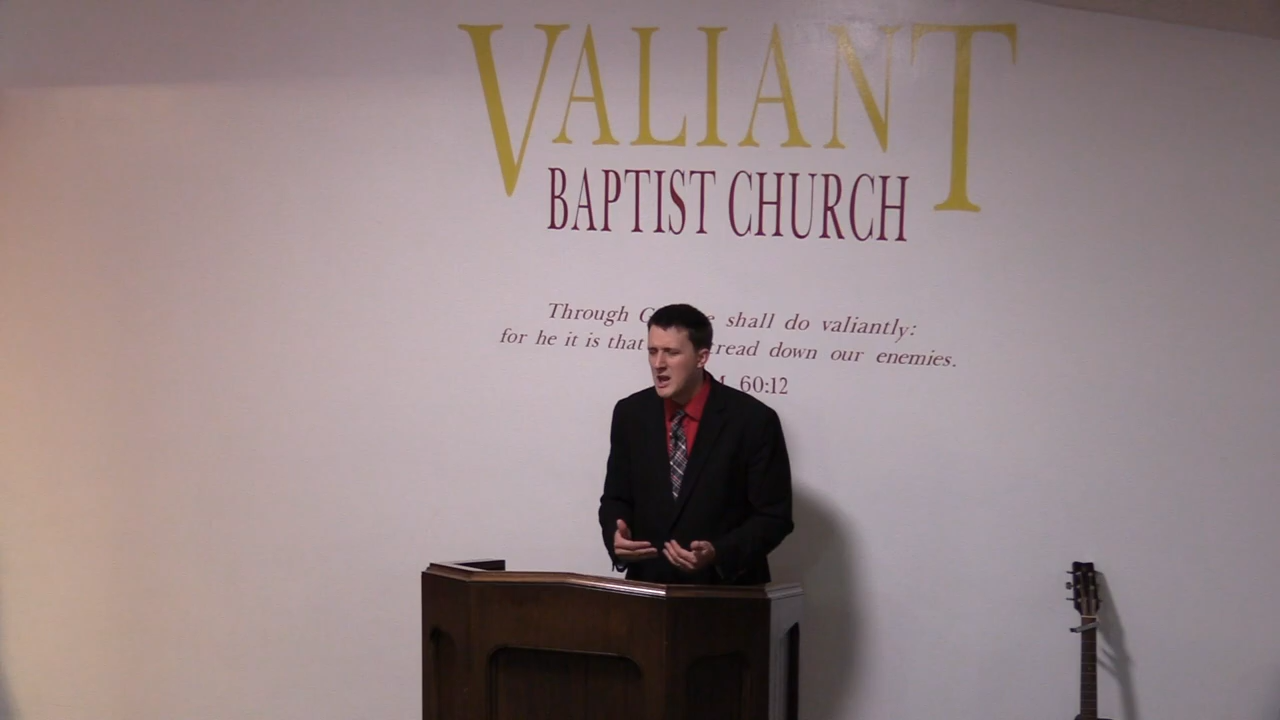 VALIANT
BAPTIST CHURCH
Through shall do valiantly:
for he it is that tread down our enemies.
60:12